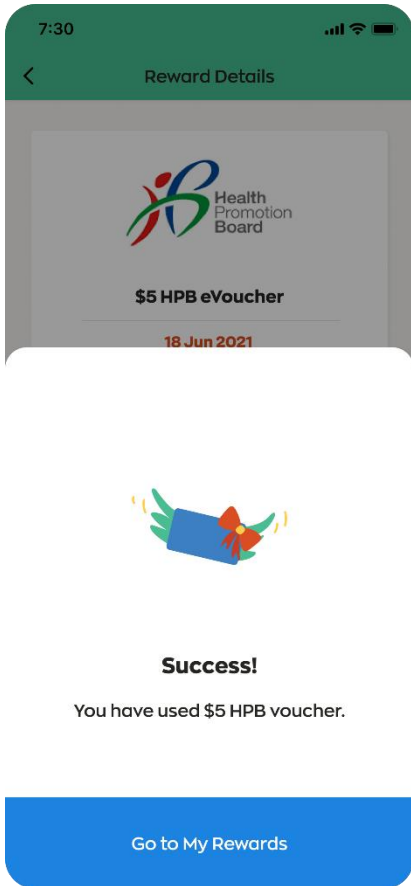 7:30
Reward Details
Health
Promotion
Board
$5 HPB eVoucher
18 Jun 2021
Success!
You have used $5 HPB voucher.
Go to My Rewards